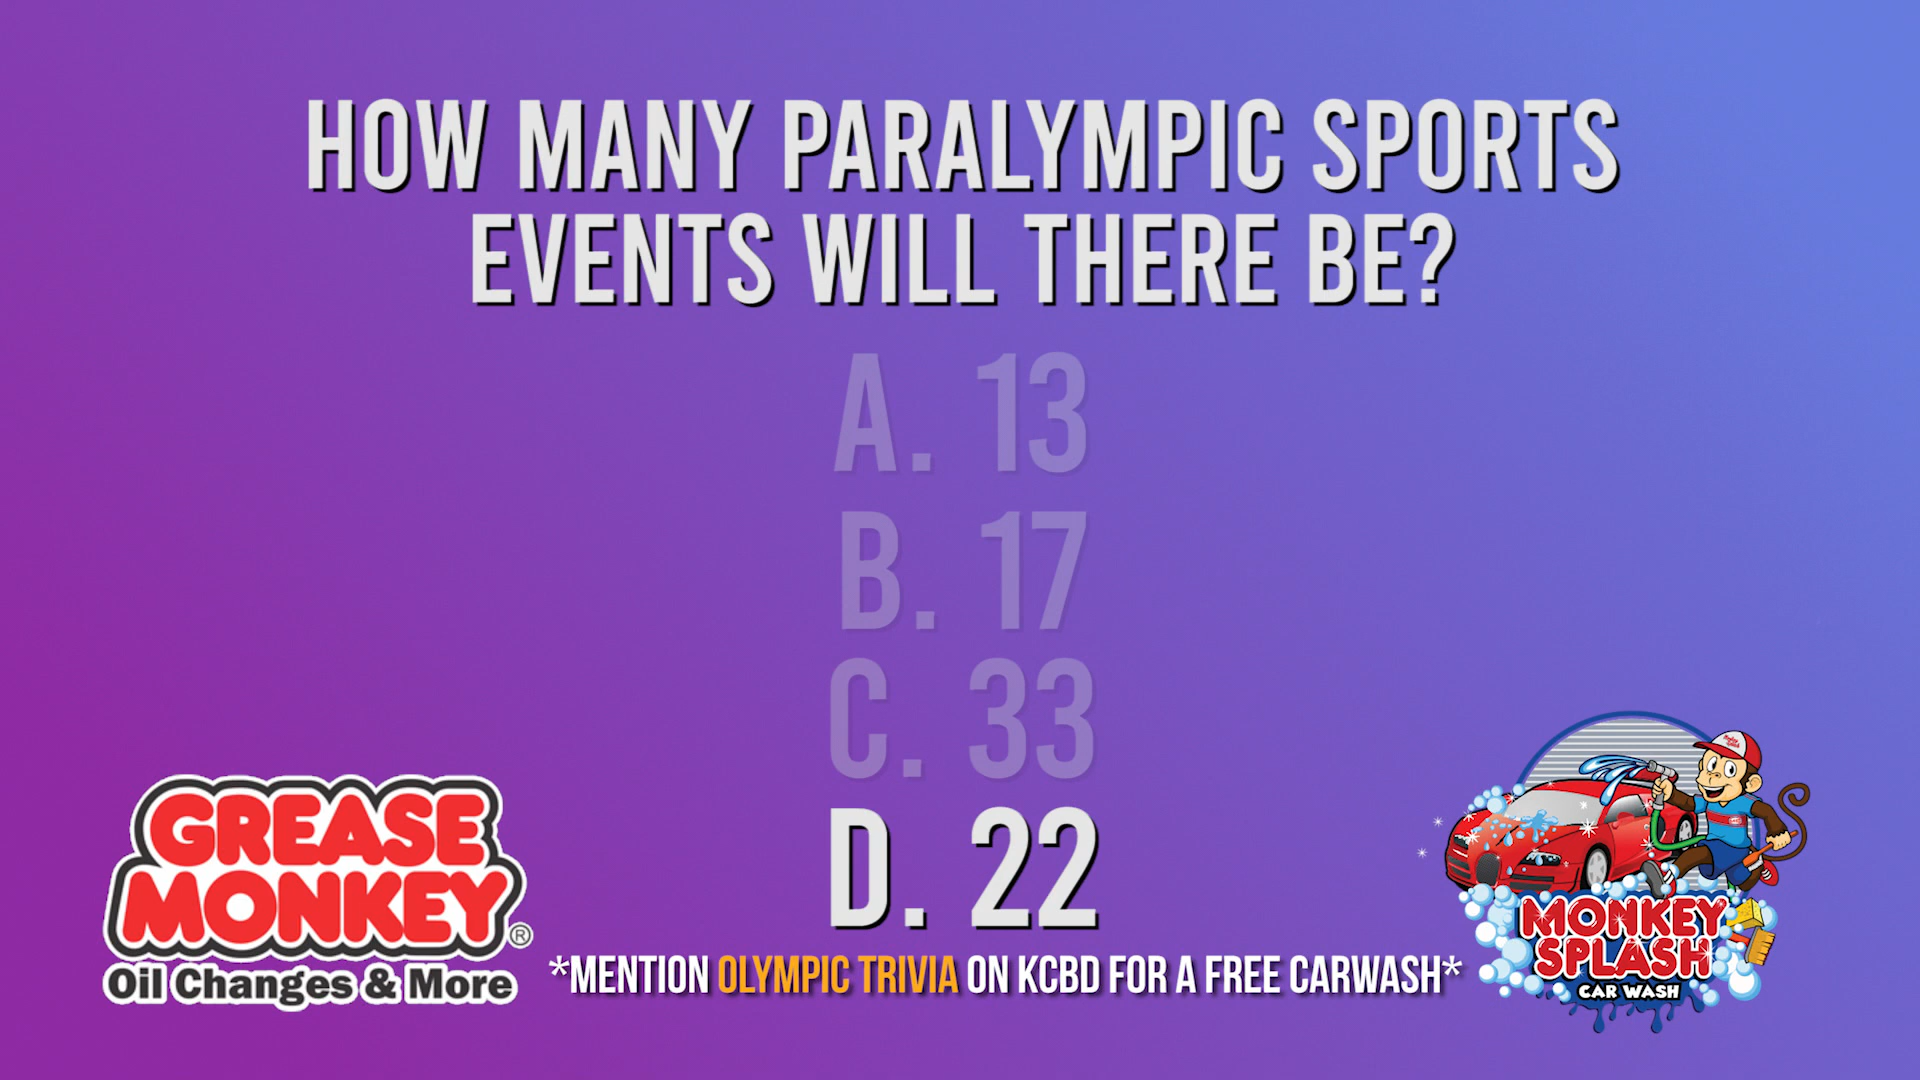 HOW MANY PARALYMPIC SPORTS
EVENTS WILL THERE BE?
A. 13
B. 17
C. 33
D. 22
GREASE
MONKEY®
Oil Changes & More
*MENTION OLYMPIC TRIVIA ON KCBD FOR A FREE CARWASH*
MONKEY
SPLASH
CAR WASH